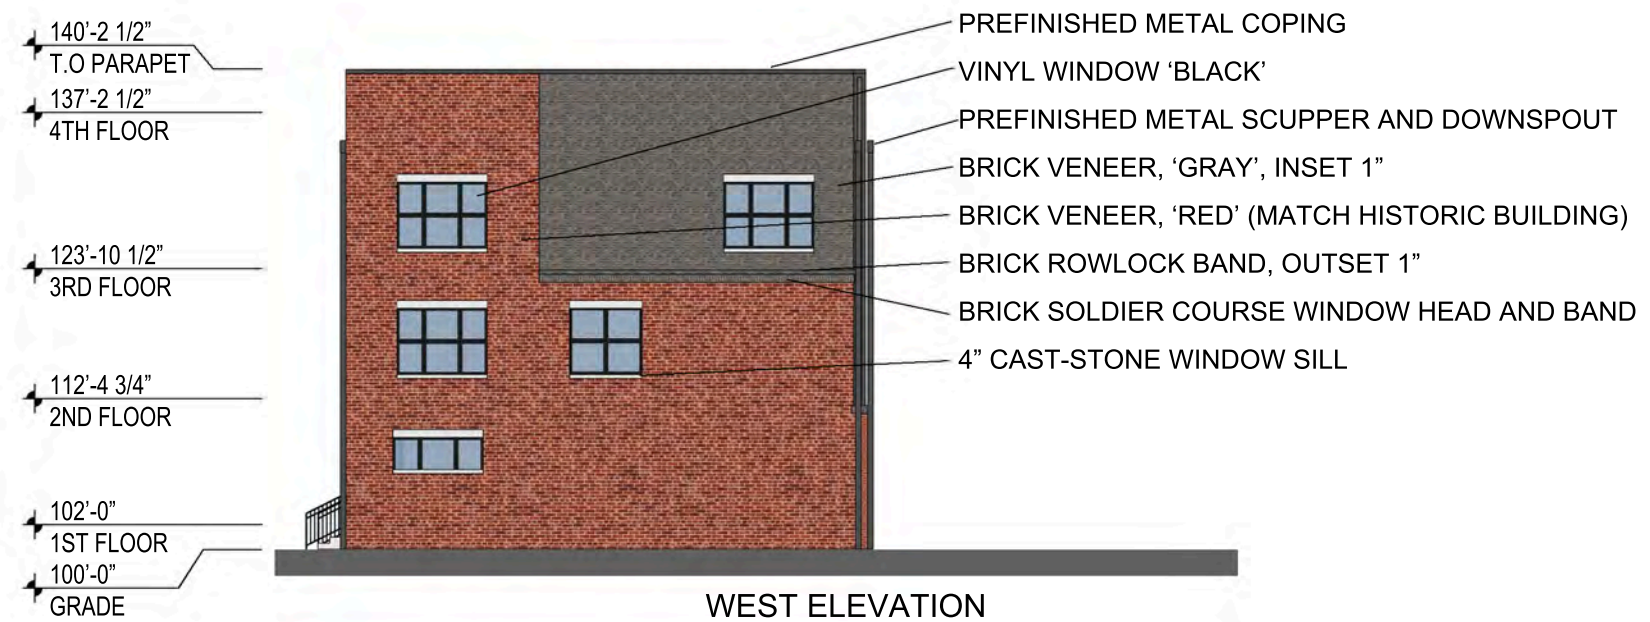 140'-2 1/2”
T.O PARAPET
137'-2 1/2”
4TH FLOOR
123'-10 1/2”
3RD FLOOR
112'-4 3/4”
2ND FLOOR
102'-0”
1ST FLOOR
100'-0”
GRADE
PREFINISHED METAL COPING
VINYL WINDOW ‘BLACK’
PREFINISHED METAL SCUPPER AND DOWNSPOUT
BRICK VENEER, ‘GRAY’, INSET 1”
BRICK VENEER, ‘RED’ (MATCH HISTORIC BUILDING)
BRICK ROWLOCK BAND, OUTSET 1”
BRICK SOLDIER COURSE WINDOW HEAD AND BAND
4” CAST-STONE WINDOW SILL
WEST ELEVATION